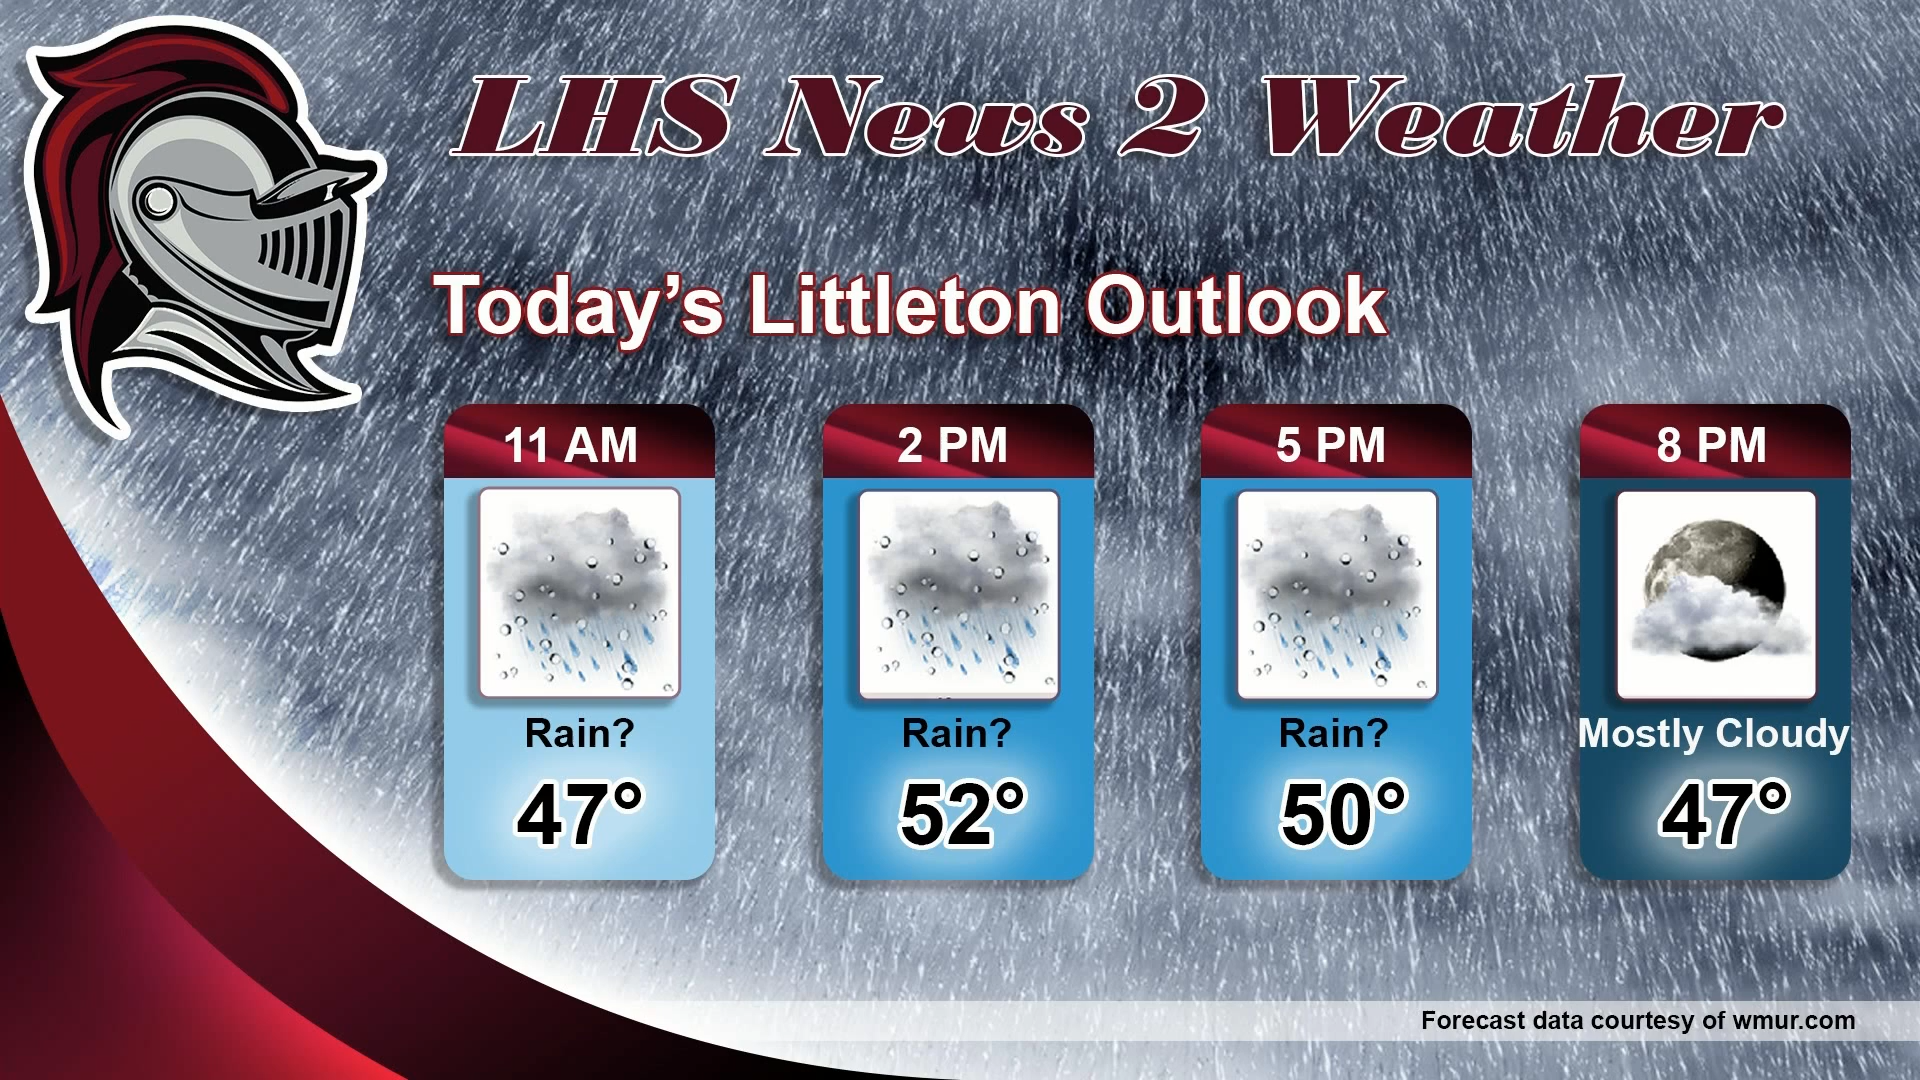 LHS News 2 Weather
Today’s Littleton Outlook
11 AM
Rain?
47°
2 PM
Rain?
52°
5 PM
Rain?
50°
8 PM
Mostly Cloudy
47°
Forecast data courtesy of wmur.com